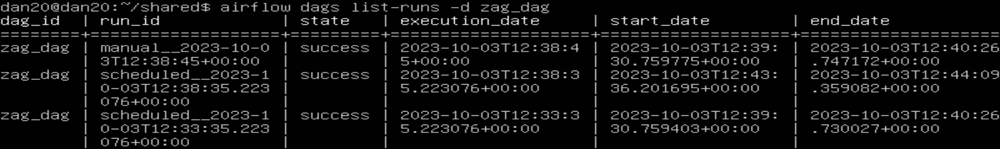 dan20@dan20:~/shared$ airflow dags list-runs -d zag_dag
dag_id  | run_id              | state   | execution_date      | start_date          | end_date
========+=====================+=========+=====================+=====================+=====================
zag_dag | manual__2023-10-0   | success | 2023-10-03T12:38:4  | 2023-10-03T12:39:   | 2023-10-03T12:40:26
        | 3T12:38:45+00:00    |         | 5+00:00             | 30.759775+00:00     | .747172+00:00
zag_dag | scheduled__2023-1   | success | 2023-10-03T12:38:3  | 2023-10-03T12:43:   | 2023-10-03T12:44:09
        | 0-03T12:38:35.223   |         | 5.223076+00:00      | 36.201695+00:00     | .359082+00:00
        | 076+00:00           |         |                     |                     |
zag_dag | scheduled__2023-1   | success | 2023-10-03T12:33:3  | 2023-10-03T12:39:   | 2023-10-03T12:40:26
        | 0-03T12:33:35.223   |         | 5.223076+00:00      | 30.759403+00:00     | .730027+00:00
        | 076+00:00           |         |                     |                     |